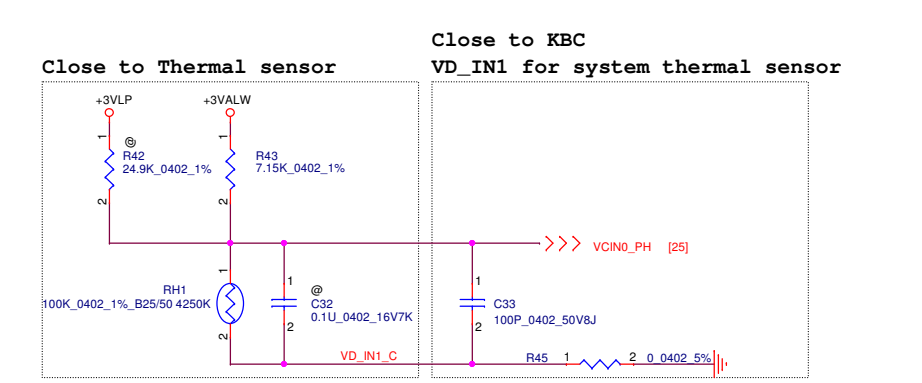 Close to KBC
Close to Thermal sensor
VD_IN1 for system thermal sensor
+3VLP
+3VALW
1
@
R42
24.9K_0402_1%
2
1
R43
7.15K_0402_1%
2
VCIN0_PH [25]
1
RH1
100K_0402_1%_B25/50 4250K
2
1
@
C32
0.1U_0402_16V7K
2
1
C33
100P_0402_50V8J
2
VD_IN1_C
R45 1 2 0_0402_5%